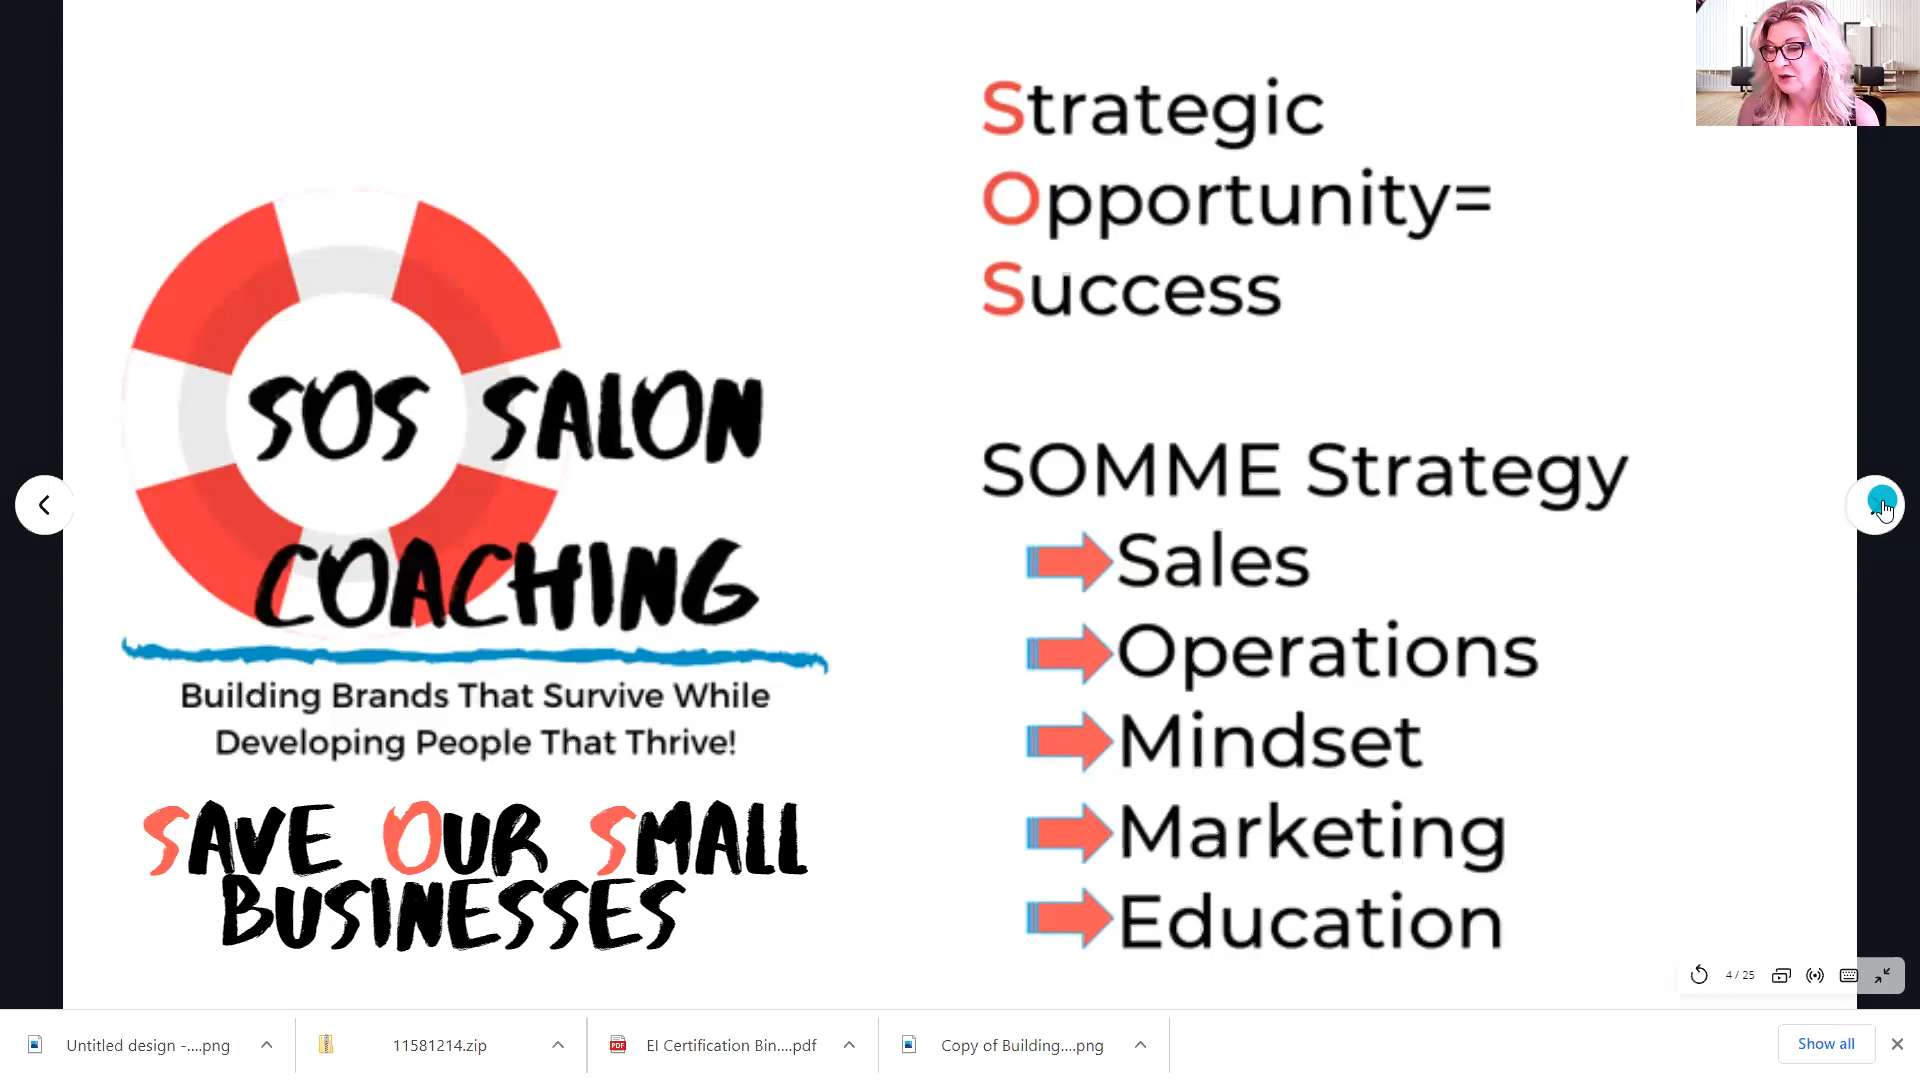 SOS SALON
COACHING
Building Brands That Survive While
Developing People That Thrive!
SAVE OUR SMALL
BUSINESSES
Strategic
Opportunity=
Success
SOMME Strategy
Sales
Operations
Mindset
Marketing
Education
4 / 25
Untitled design -....png
11581214.zip
PDF
EI Certification Bin....pdf
Copy of Building....png
Show all